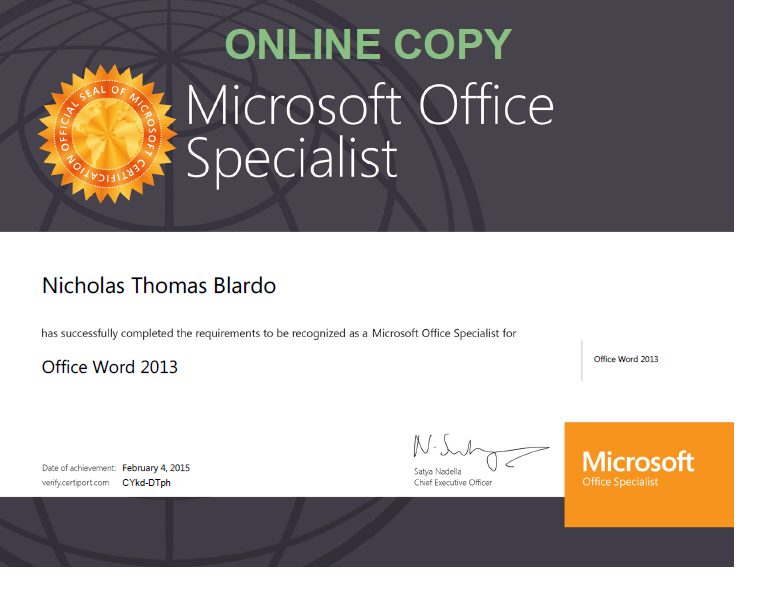 ONLINE COPY
OFFICIAL SEAL OF MICROSOFT CERTIFICATION
Microsoft Office
Specialist
Nicholas Thomas Blardo
has successfully completed the requirements to be recognized as a Microsoft Office Specialist for
Office Word 2013
Office Word 2013
N. Satya
Satya Nadella
Chief Executive Officer
Date of achievement: February 4, 2015
verify.certiport.com CYkd-DTph
Microsoft
Office Specialist